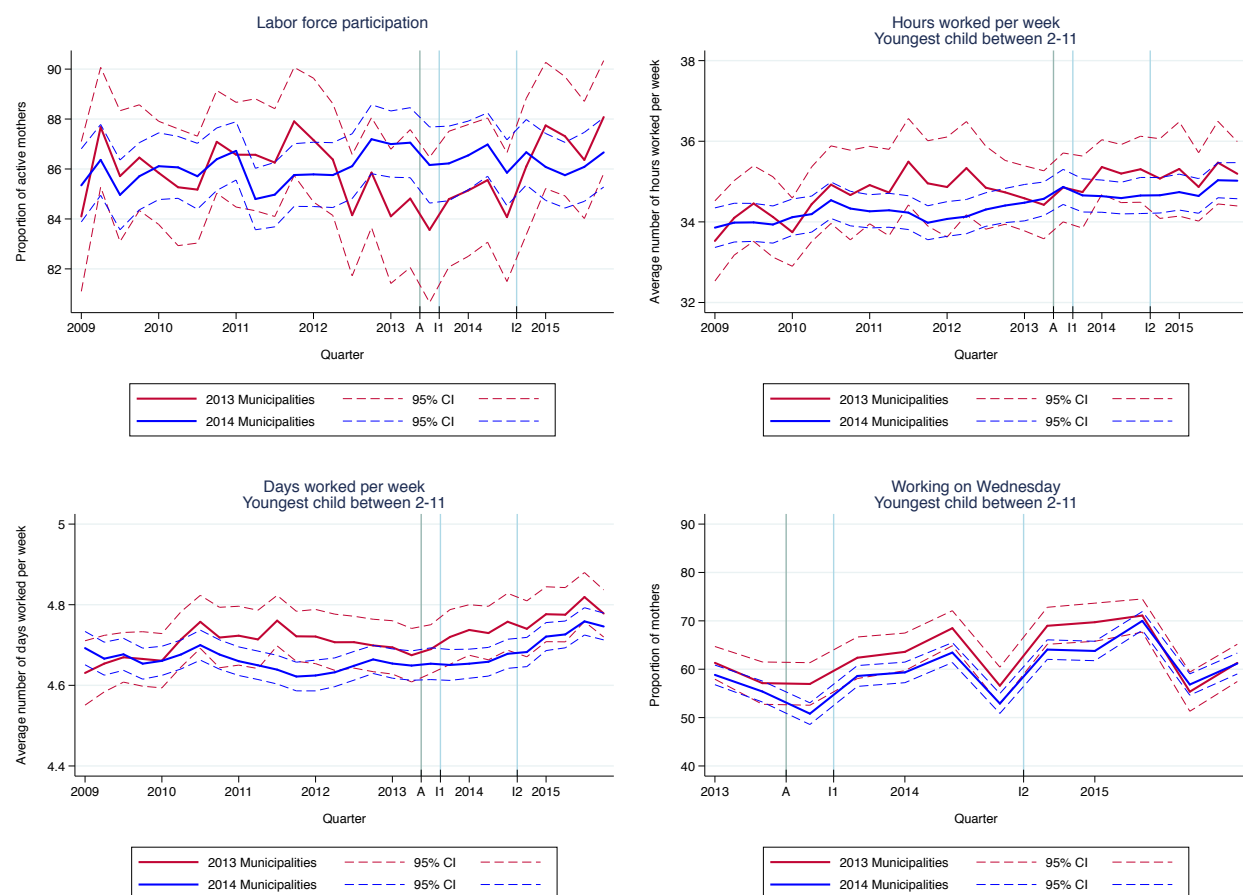 Labor force participation
Proportion of active mothers
90
88
86
84
82
2009 2010 2011 2012 2013 A I1 2014 I2 2015
Quarter
2013 Municipalities 95% CI
2014 Municipalities 95% CI
Hours worked per week
Youngest child between 2-11
Average number of hours worked per week
38
36
34
32
2009 2010 2011 2012 2013 A I1 2014 I2 2015
Quarter
2013 Municipalities 95% CI
2014 Municipalities 95% CI
Days worked per week
Youngest child between 2-11
Average number of days worked per week
5
4.8
4.6
4.4
2009 2010 2011 2012 2013 A I1 2014 I2 2015
Quarter
2013 Municipalities 95% CI
2014 Municipalities 95% CI
Working on Wednesday
Youngest child between 2-11
Proportion of mothers
90
80
70
60
50
40
2013 A I1 2014 I2 2015
Quarter
2013 Municipalities 95% CI
2014 Municipalities 95% CI